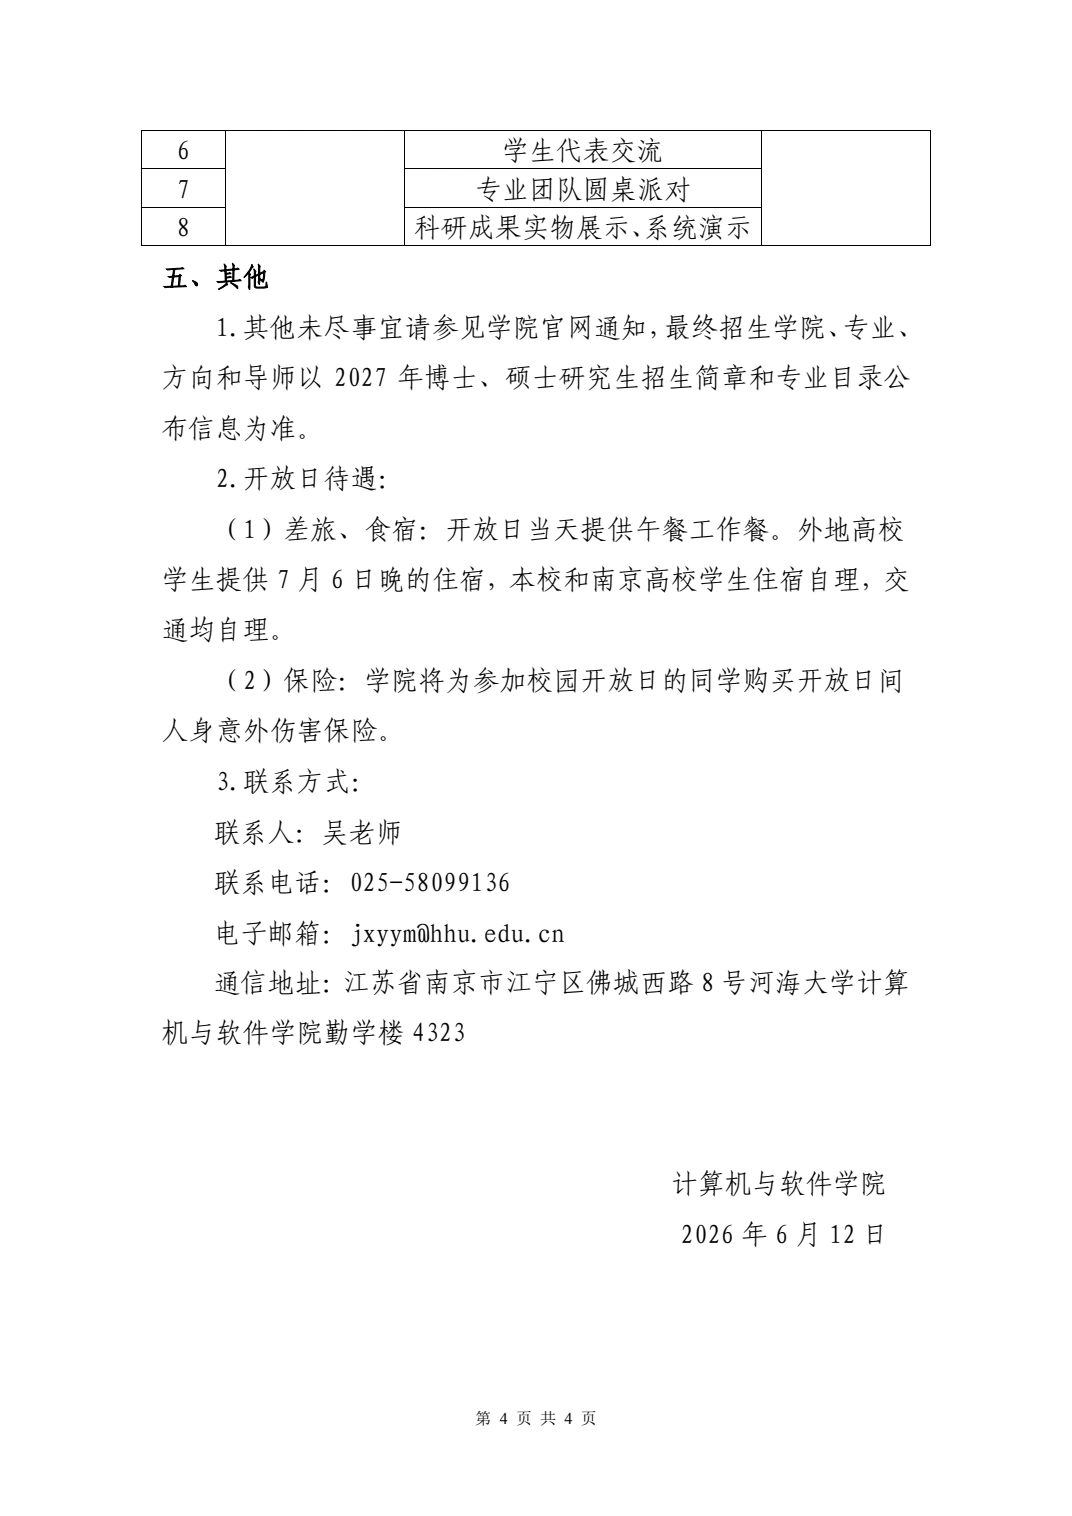 6 学生代表交流
7 专业团队圆桌派对
8 科研成果实物展示、系统演示
五、其他
1.其他未尽事宜请参见学院官网通知，最终招生学院、专业、
方向和导师以 2027 年博士、硕士研究生招生简章和专业目录公
布信息为准。
2.开放日待遇：
（1）差旅、食宿：开放日当天提供午餐工作餐。外地高校
学生提供 7 月 6 日晚的住宿，本校和南京高校学生住宿自理，交
通均自理。
（2）保险：学院将为参加校园开放日的同学购买开放日间
人身意外伤害保险。
3.联系方式：
联系人：吴老师
联系电话：025-58099136
电子邮箱：jxyym@hhu.edu.cn
通信地址：江苏省南京市江宁区佛城西路 8 号河海大学计算
机与软件学院勤学楼 4323
计算机与软件学院
2026 年 6 月 12 日
第 4 页 共 4 页